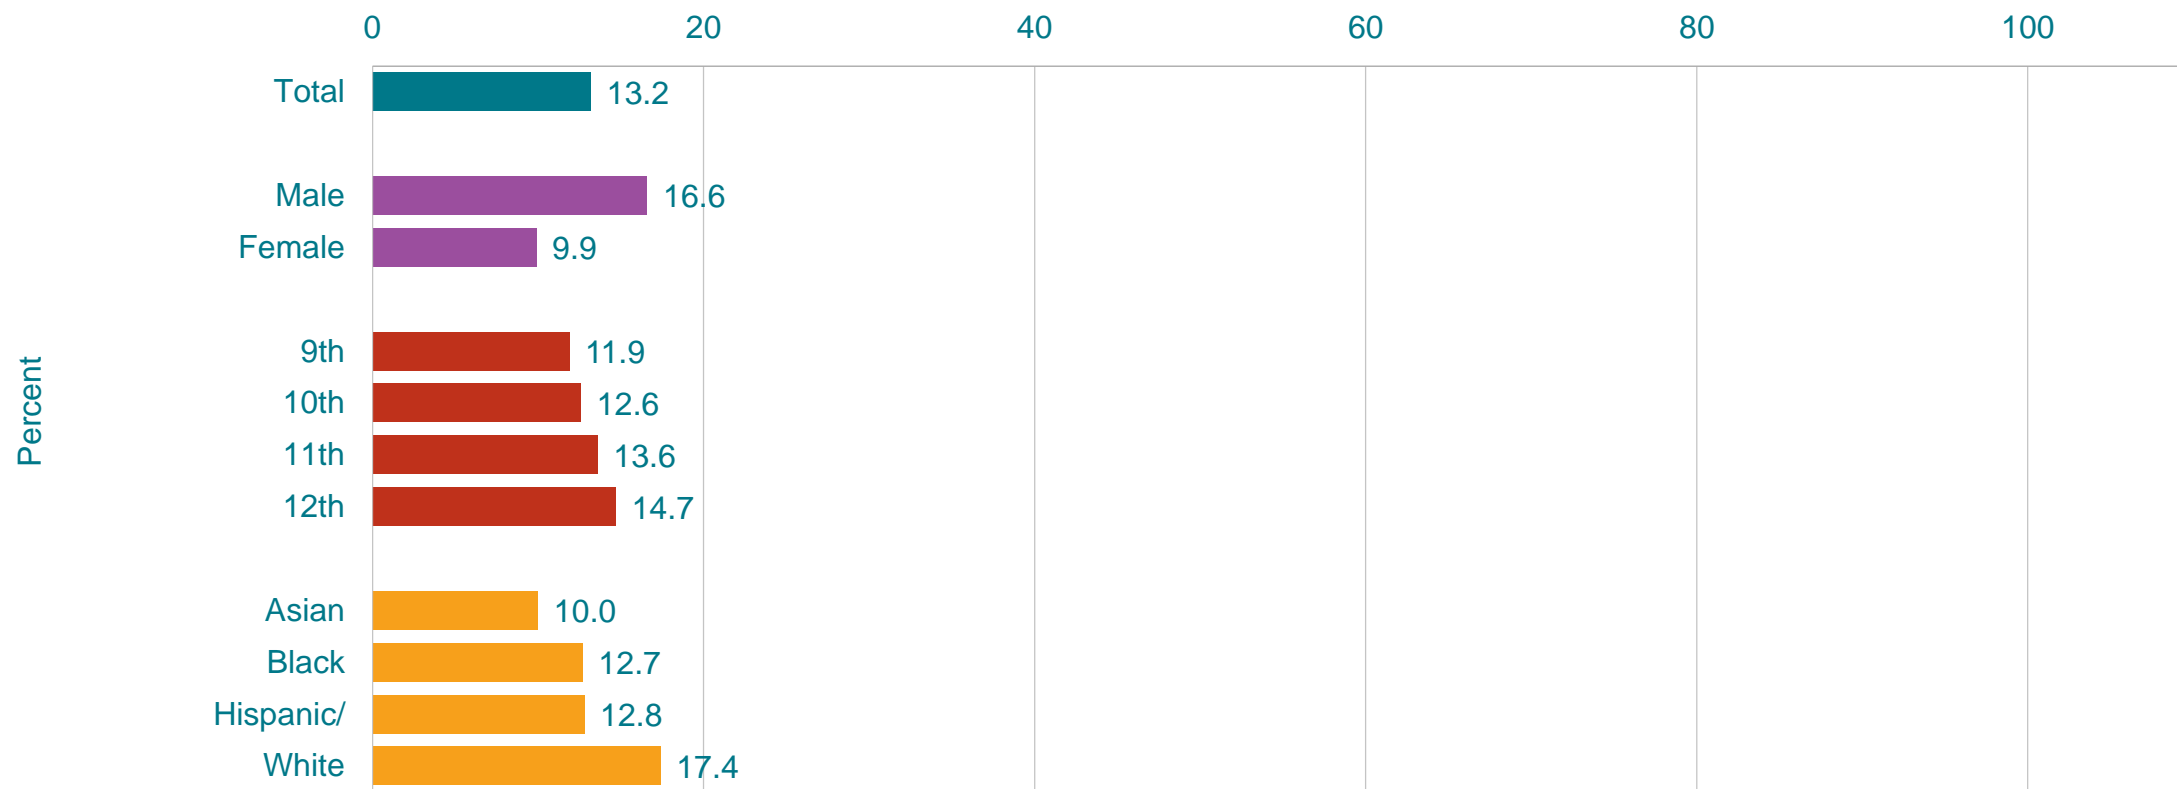 0 20 40 60 80 100
Total 13.2
Male 16.6
Female 9.9
Percent
9th 11.9
10th 12.6
11th 13.6
12th 14.7
Asian 10.0
Black 12.7
Hispanic/ 12.8
White 17.4